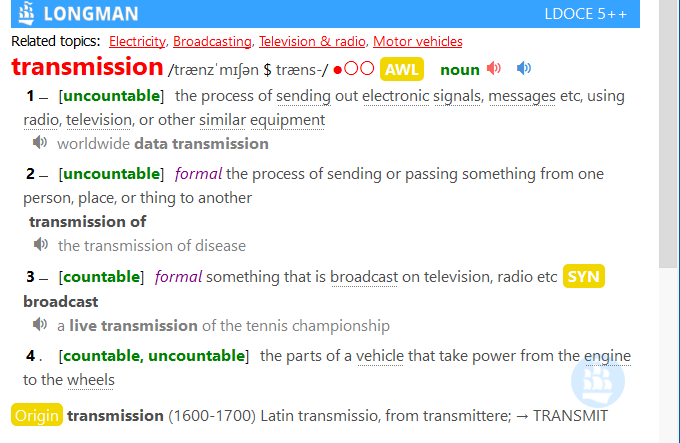 LONGMAN LDOCE 5++
Related topics: Electricity, Broadcasting, Television & radio, Motor vehicles
transmission /trænzˈmɪʃən $ træns-/ ●○○ AWL noun
1 – [uncountable] the process of sending out electronic signals, messages etc, using
radio, television, or other similar equipment
worldwide data transmission
2 – [uncountable] formal the process of sending or passing something from one
person, place, or thing to another
transmission of
the transmission of disease
3 – [countable] formal something that is broadcast on television, radio etc SYN
broadcast
a live transmission of the tennis championship
4 . [countable, uncountable] the parts of a vehicle that take power from the engine
to the wheels
Origin transmission (1600-1700) Latin transmissio, from transmittere; → TRANSMIT